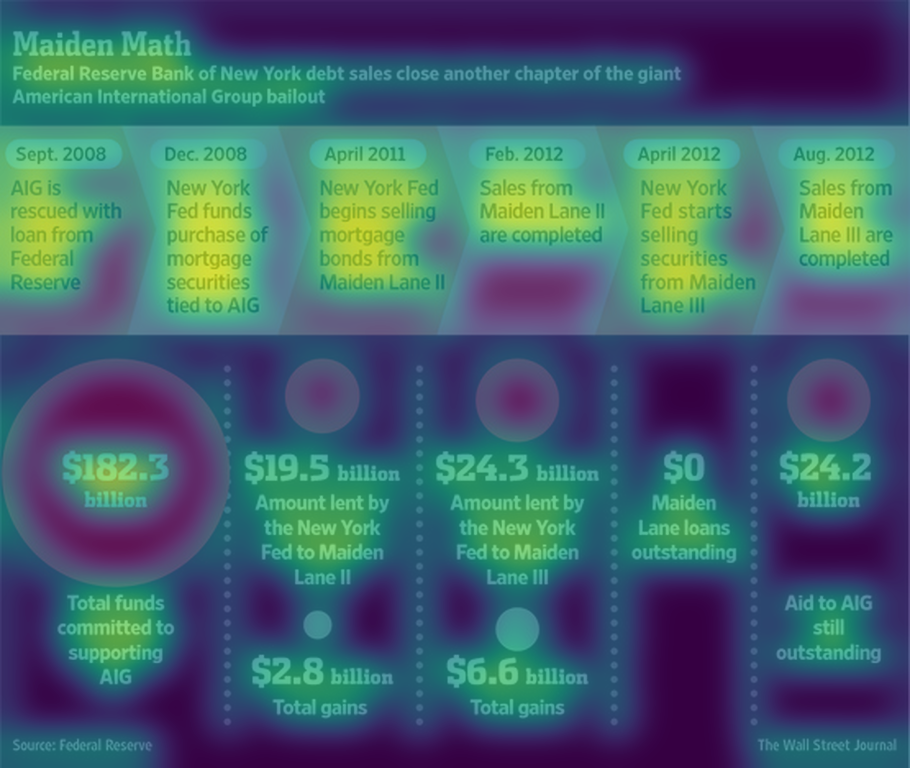 Maiden Math
Federal Reserve Bank of New York debt sales close another chapter of the giant
American International Group bailout
Sept. 2008
AIG is
rescued with
loan from
Federal
Reserve
Dec. 2008
New York
Fed funds
purchase of
mortgage
securities
tied to AIG
April 2011
New York Fed
begins selling
mortgage
bonds from
Maiden Lane II
Feb. 2012
Sales from
Maiden Lane II
are completed
April 2012
New York
Fed starts
selling
securities
from Maiden
Lane III
Aug. 2012
Sales from
Maiden
Lane III are
completed
$182.3
billion
Total funds
committed to
supporting
AIG
$19.5 billion
Amount lent by
the New York
Fed to Maiden
Lane II
$2.8 billion
Total gains
$24.3 billion
Amount lent by
the New York
Fed to Maiden
Lane III
$6.6 billion
Total gains
$0
Maiden
Lane loans
outstanding
$24.2
billion
Aid to AIG
still
outstanding
Source: Federal Reserve
The Wall Street Journal